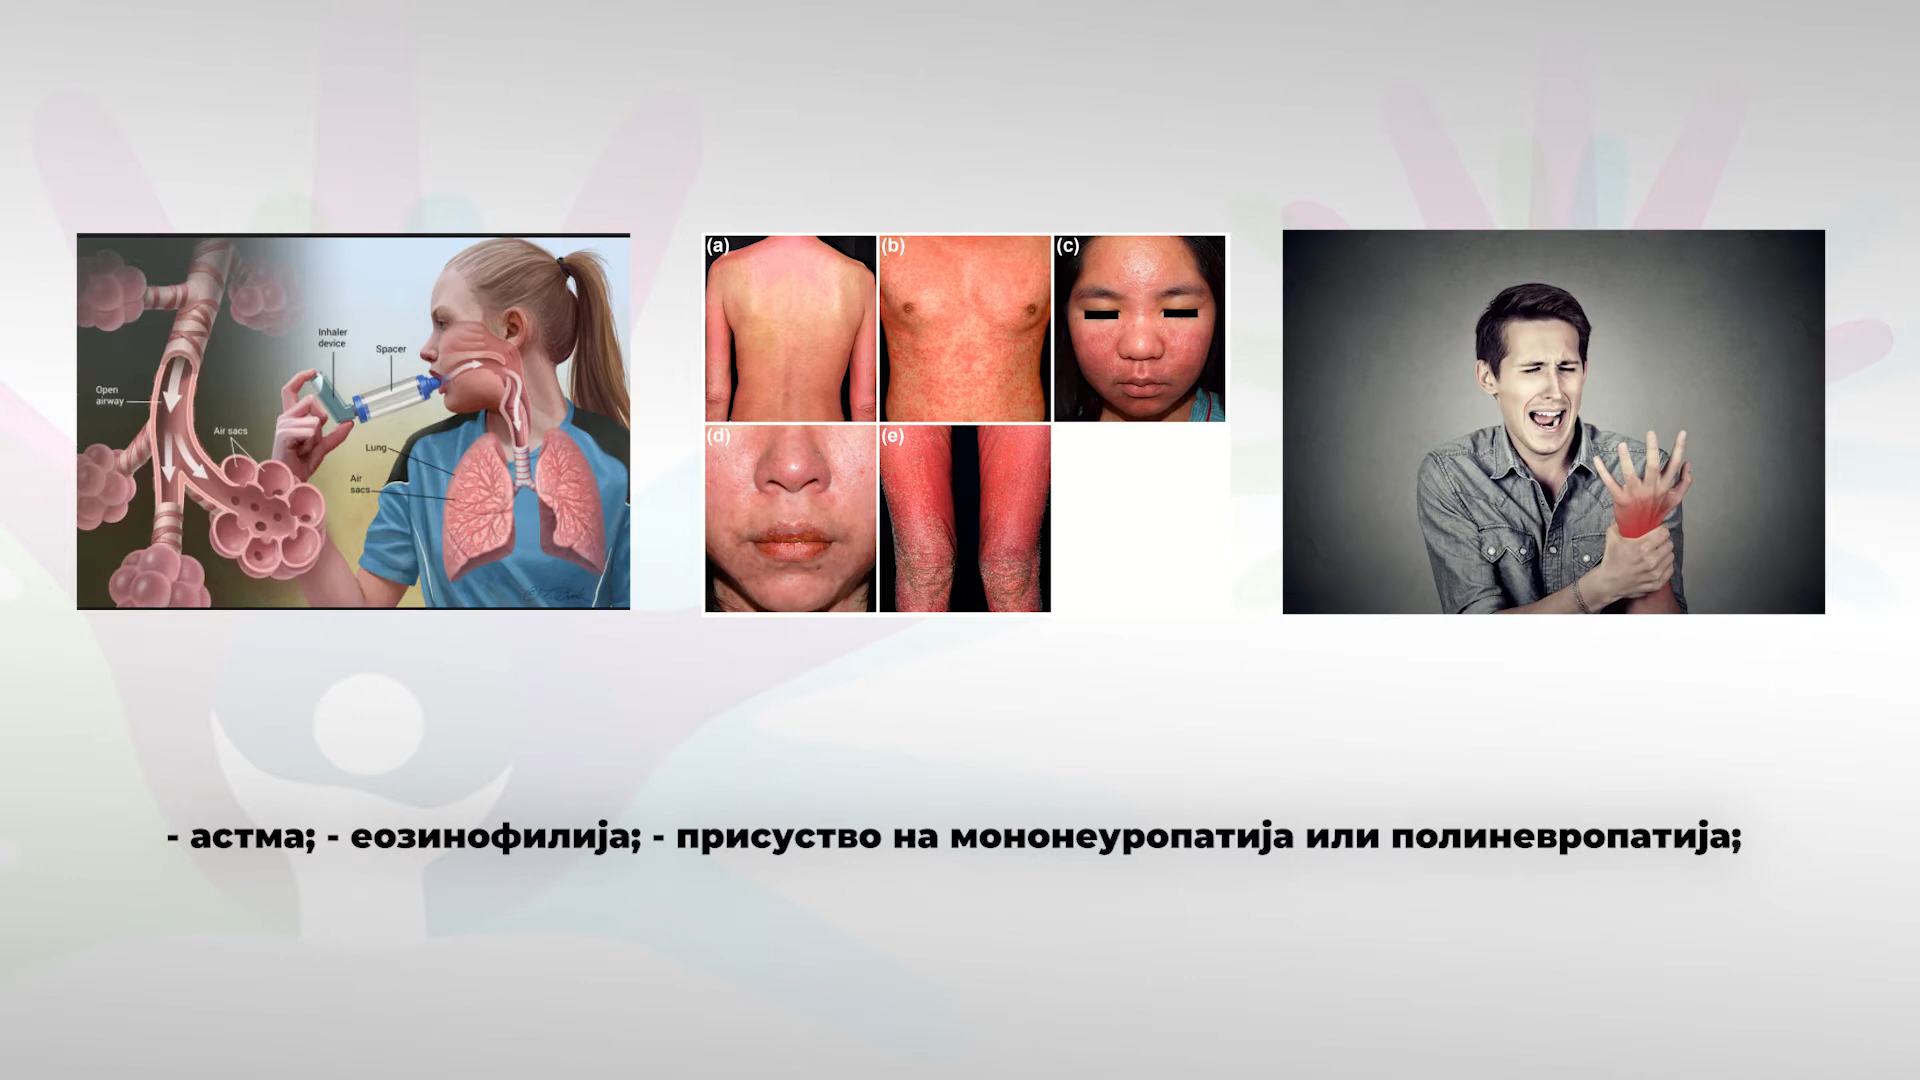 Inhaler
device
Spacer
Open
airway
Air sacs
Lung
Air
sacs
(a)
(b)
(c)
(d)
(e)
- астма; - еозинофилија; - присуство на мононеуропатија или полиневропатија;